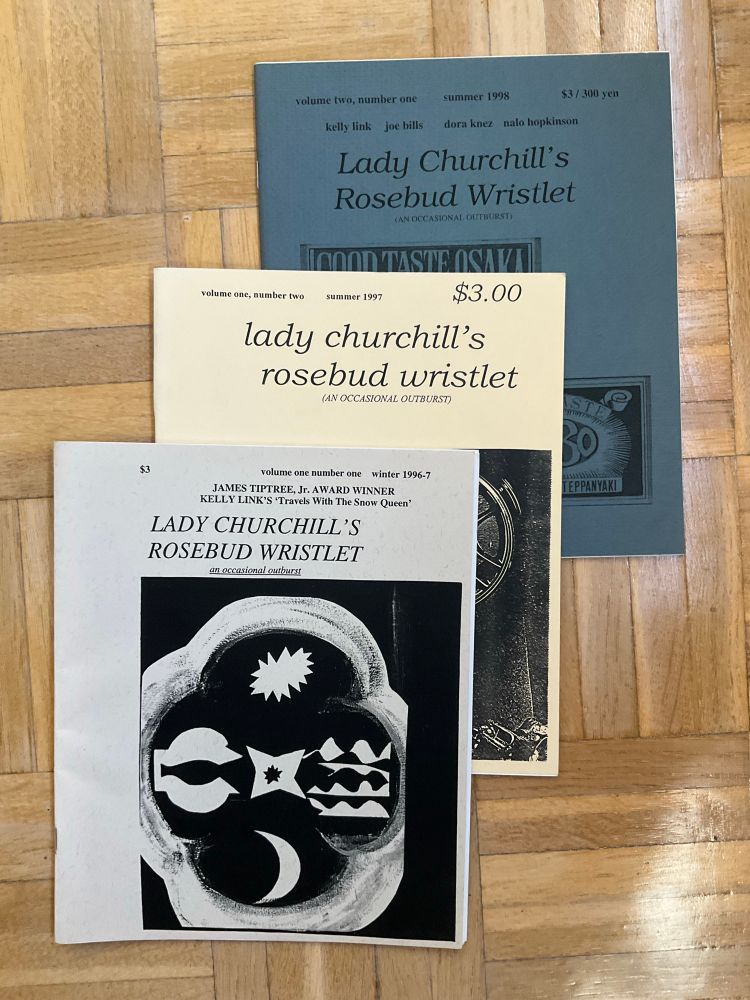 volume two, number one summer 1998 $3 / 300 yen
kelly link joe bills dora knez nalo hopkinson
Lady Churchill's
Rosebud Wristlet
(AN OCCASIONAL OUTBURST)
GOOD TASTE OSAKA
TASTE
30
TEPPANYAKI
volume one, number two summer 1997 $3.00
lady churchill's
rosebud wristlet
(AN OCCASIONAL OUTBURST)
$3 volume one number one winter 1996-7
JAMES TIPTREE, Jr. AWARD WINNER
KELLY LINK'S 'Travels With The Snow Queen'
LADY CHURCHILL'S
ROSEBUD WRISTLET
an occasional outburst